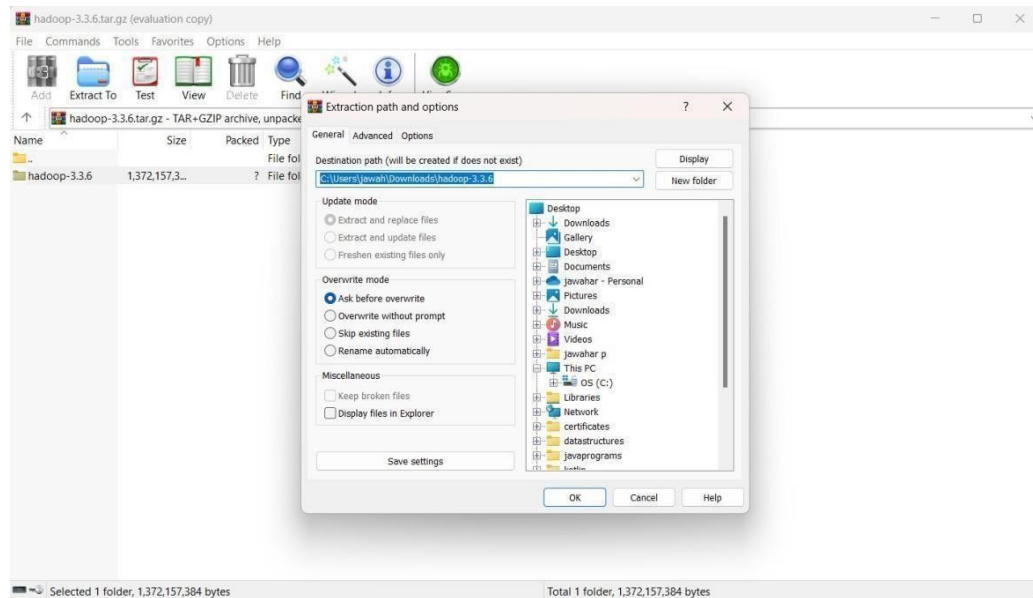 hadoop-3.3.6.tar.gz (evaluation copy)
File Commands Tools Favorites Options Help
Add Extract To Test View Delete Find
hadoop-3.3.6.tar.gz - TAR+GZIP archive, unpacke
Name Size Packed Type
.. File fol
hadoop-3.3.6 1,372,157,3... ? File fol
Extraction path and options ?
General Advanced Options
Destination path (will be created if does not exist)
Display
C:\Users\jawah\Downloads\hadoop-3.3.6
New folder
Update mode
Extract and replace files
Extract and update files
Freshen existing files only
Overwrite mode
Ask before overwrite
Overwrite without prompt
Skip existing files
Rename automatically
Miscellaneous
Keep broken files
Display files in Explorer
Save settings
Desktop
Downloads
Gallery
Desktop
Documents
jawahar - Personal
Pictures
Downloads
Music
Videos
jawahar p
This PC
OS (C:)
Libraries
Network
certificates
datastructures
javaprograms
OK Cancel Help
Selected 1 folder, 1,372,157,384 bytes
Total 1 folder, 1,372,157,384 bytes